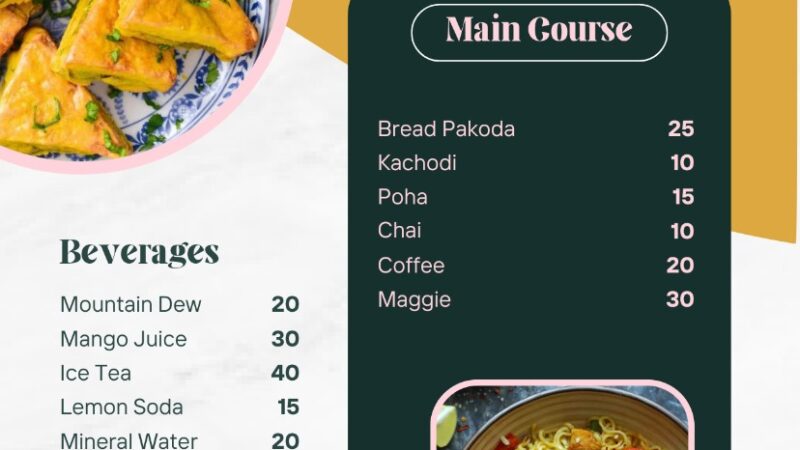 Main Course
Bread Pakoda 25
Kachodi 10
Poha 15
Chai 10
Coffee 20
Maggie 30
Beverages
Mountain Dew 20
Mango Juice 30
Ice Tea 40
Lemon Soda 15
Mineral Water 20